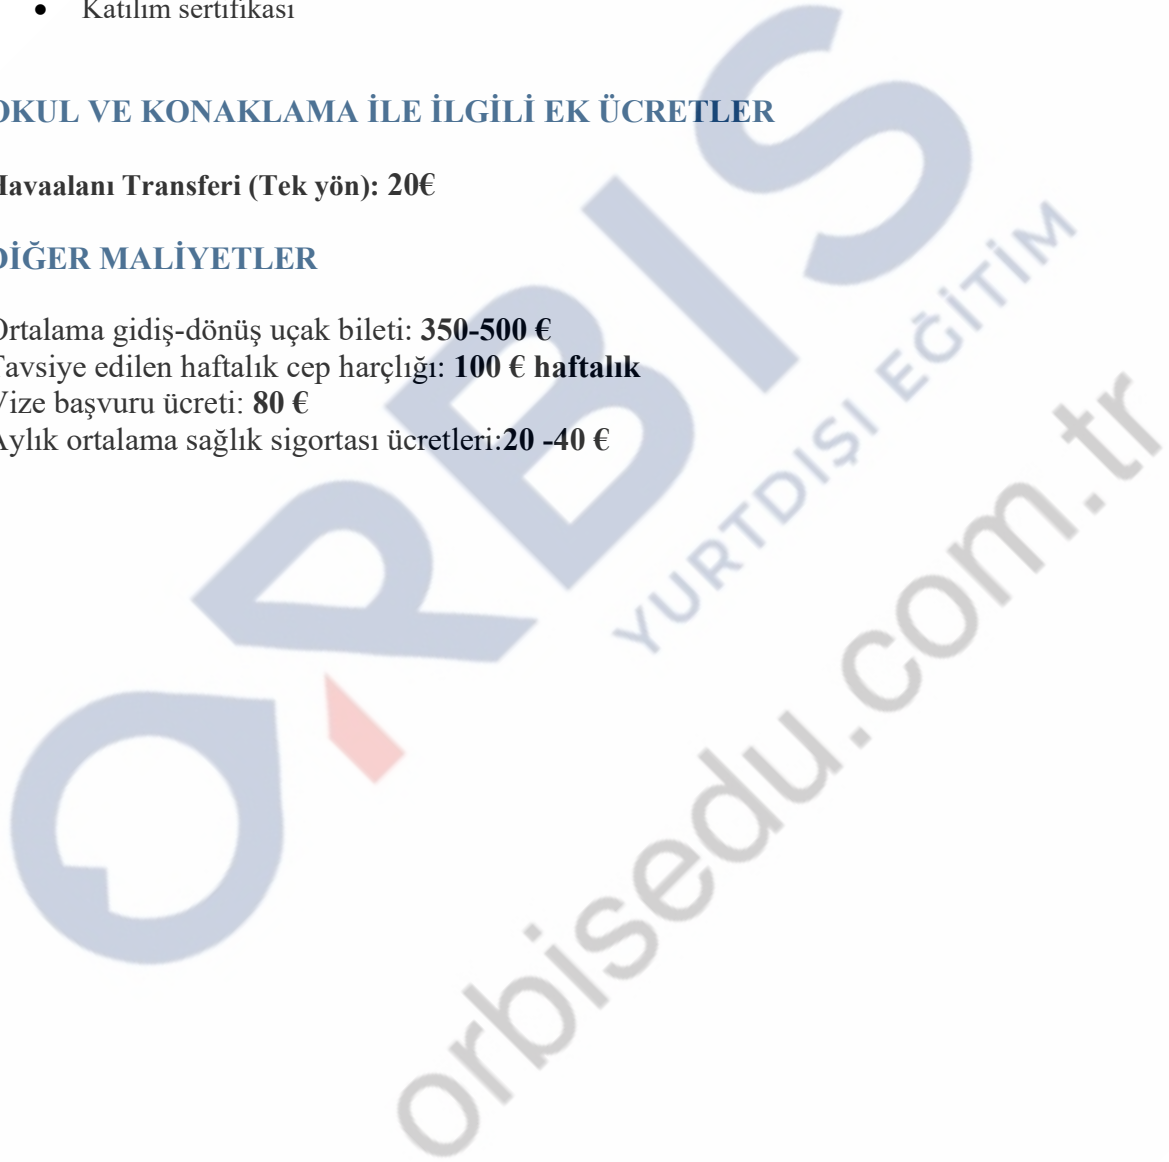 • Katılım sertifikası
OKUL VE KONAKLAMA İLE İLGİLİ EK ÜCRETLER
Havaalanı Transferi (Tek yön): 20€
DİĞER MALİYETLER
Ortalama gidiş-dönüş uçak bileti: 350-500 €
Tavsiye edilen haftalık cep harçlığı: 100 € haftalık
Vize başvuru ücreti: 80 €
Aylık ortalama sağlık sigortası ücretleri:20 -40 €
ORBIS
YURTDIŞI EĞİTİM
orbisedu.com.tr